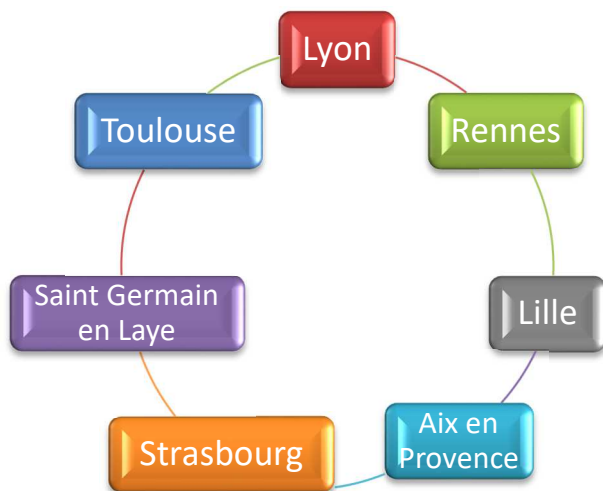 Lyon
Toulouse
Rennes
Saint Germain
en Laye
Lille
Strasbourg
Aix en
Provence